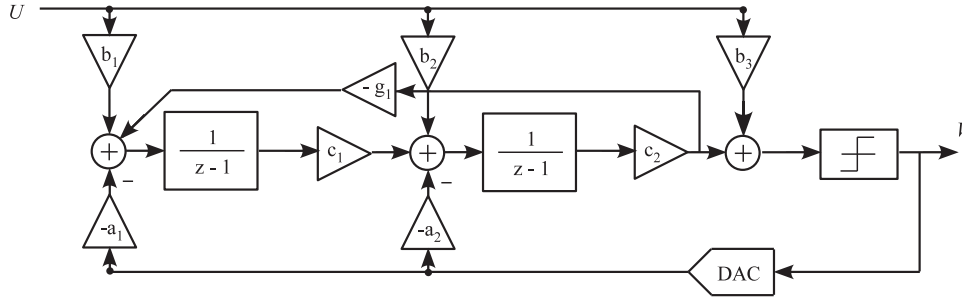 U
b1
b2
b3
- g1
+
1
z - 1
c1
+
1
z - 1
c2
+
–
–
-a1
-a2
DAC